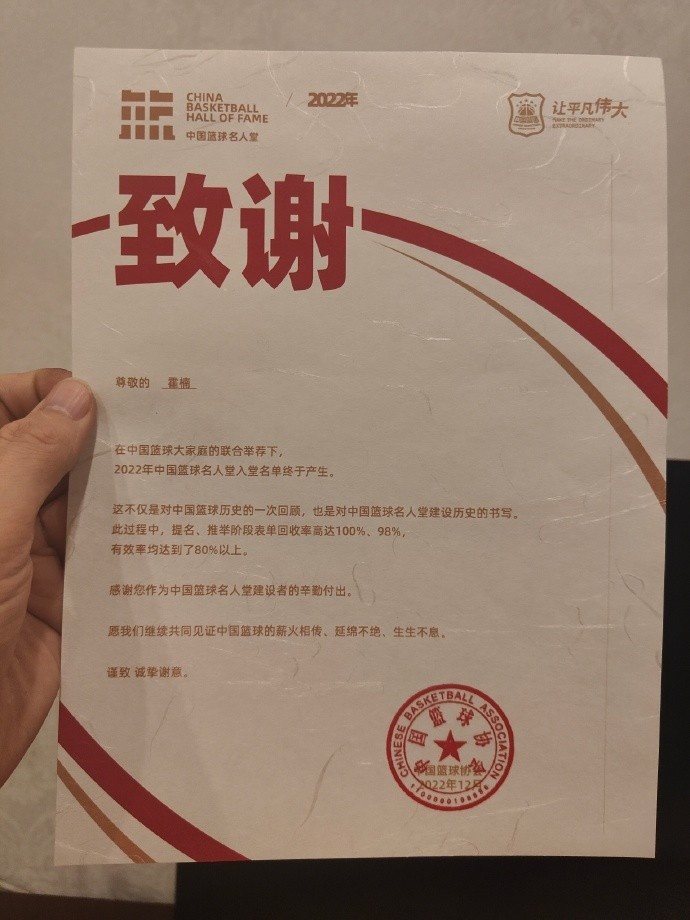 CHINA
BASKETBALL
HALL OF FAME
中国篮球名人堂
/ 2022年
让平凡伟大
MAKE THE ORDINARY
EXTRAORDINARY
致谢
尊敬的 霍楠
在中国篮球大家庭的联合举荐下，
2022年中国篮球名人堂入堂名单终于产生。
这不仅是对中国篮球历史的一次回顾，也是对中国篮球名人堂建设历史的书写。
此过程中，提名、推举阶段表单回收率高达100%、98%，
有效率均达到了80%以上。
感谢您作为中国篮球名人堂建设者的辛勤付出。
愿我们继续共同见证中国篮球的薪火相传、延绵不绝、生生不息。
谨致 诚挚谢意。
CHINESE BASKETBALL ASSOCIATION
中国篮球协会
中国篮球协会
2022年12月